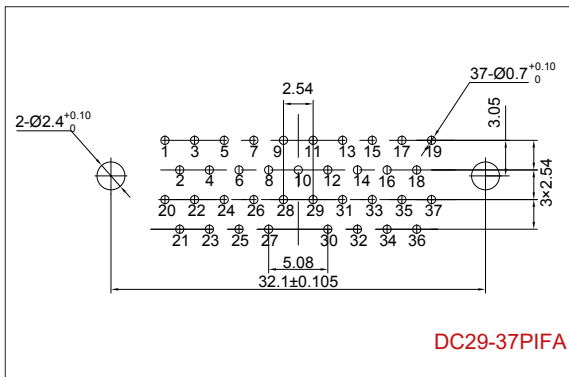 37-Ø0.7 +0.10 0
2.54
3.05
2-Ø2.4 +0.10 0
1 3 5 7 9 11 13 15 17 19
2 4 6 8 10 12 14 16 18
3×2.54
20 22 24 26 28 29 31 33 35 37
21 23 25 27 30 32 34 36
5.08
32.1±0.105
DC29-37PIFA